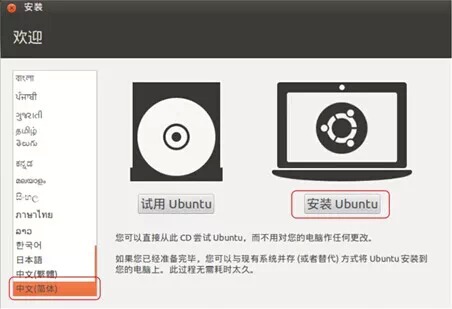 安装
欢迎
বাংলা
ਪੰਜਾਬੀ
ગુજરાતી
தமிழ்
తెలుగు
ಕನ್ನಡ
മലയാളം
සිංහල
ภาษาไทย
ລາວ
한국어
日本語
中文(繁體)
中文(简体)
试用 Ubuntu
安装 Ubuntu
您可以直接从此 CD 尝试 Ubuntu，而不用对您的电脑作任何更改。
如果您已经准备完毕，您可以与现有系统并存 (或者替代) 方式将 Ubuntu 安装到
您的电脑上。此过程无需耗时太久。